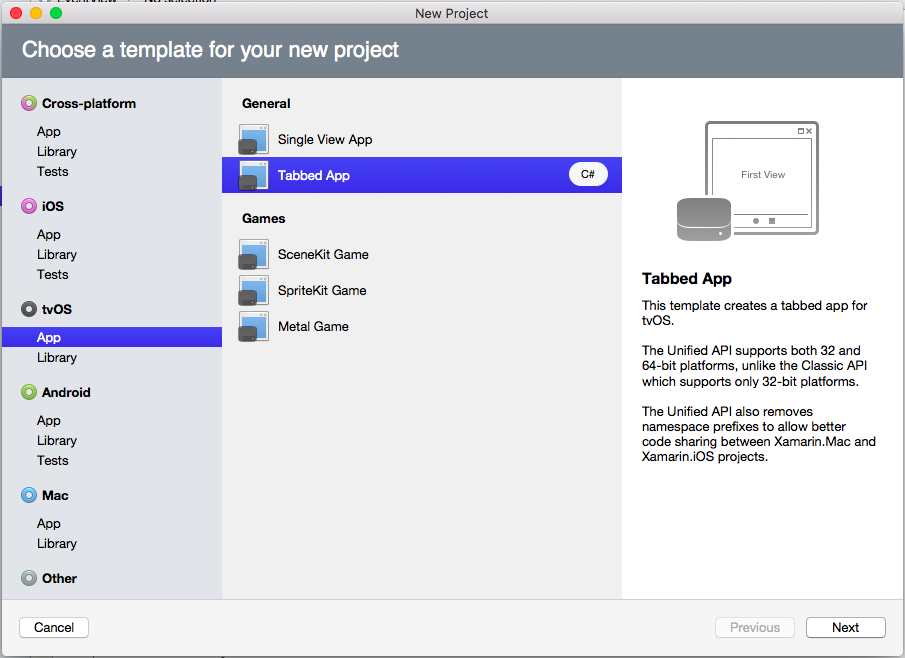 New Project
Choose a template for your new project
Cross-platform
App
Library
Tests
iOS
App
Library
Tests
tvOS
App
Library
Android
App
Library
Tests
Mac
App
Library
Other
General
Single View App
Tabbed App
C#
Games
SceneKit Game
SpriteKit Game
Metal Game
First View
Tabbed App
This template creates a tabbed app for
tvOS.
The Unified API supports both 32 and
64-bit platforms, unlike the Classic API
which supports only 32-bit platforms.
The Unified API also removes
namespace prefixes to allow better
code sharing between Xamarin.Mac and
Xamarin.iOS projects.
Cancel
Previous
Next